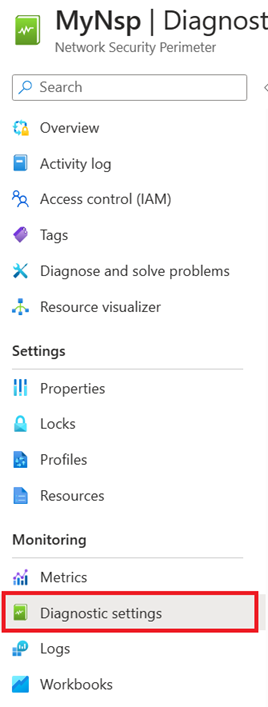 MyNsp | Diagnost
Network Security Perimeter
Search
Overview
Activity log
Access control (IAM)
Tags
Diagnose and solve problems
Resource visualizer
Settings
Properties
Locks
Profiles
Resources
Monitoring
Metrics
Diagnostic settings
Logs
Workbooks